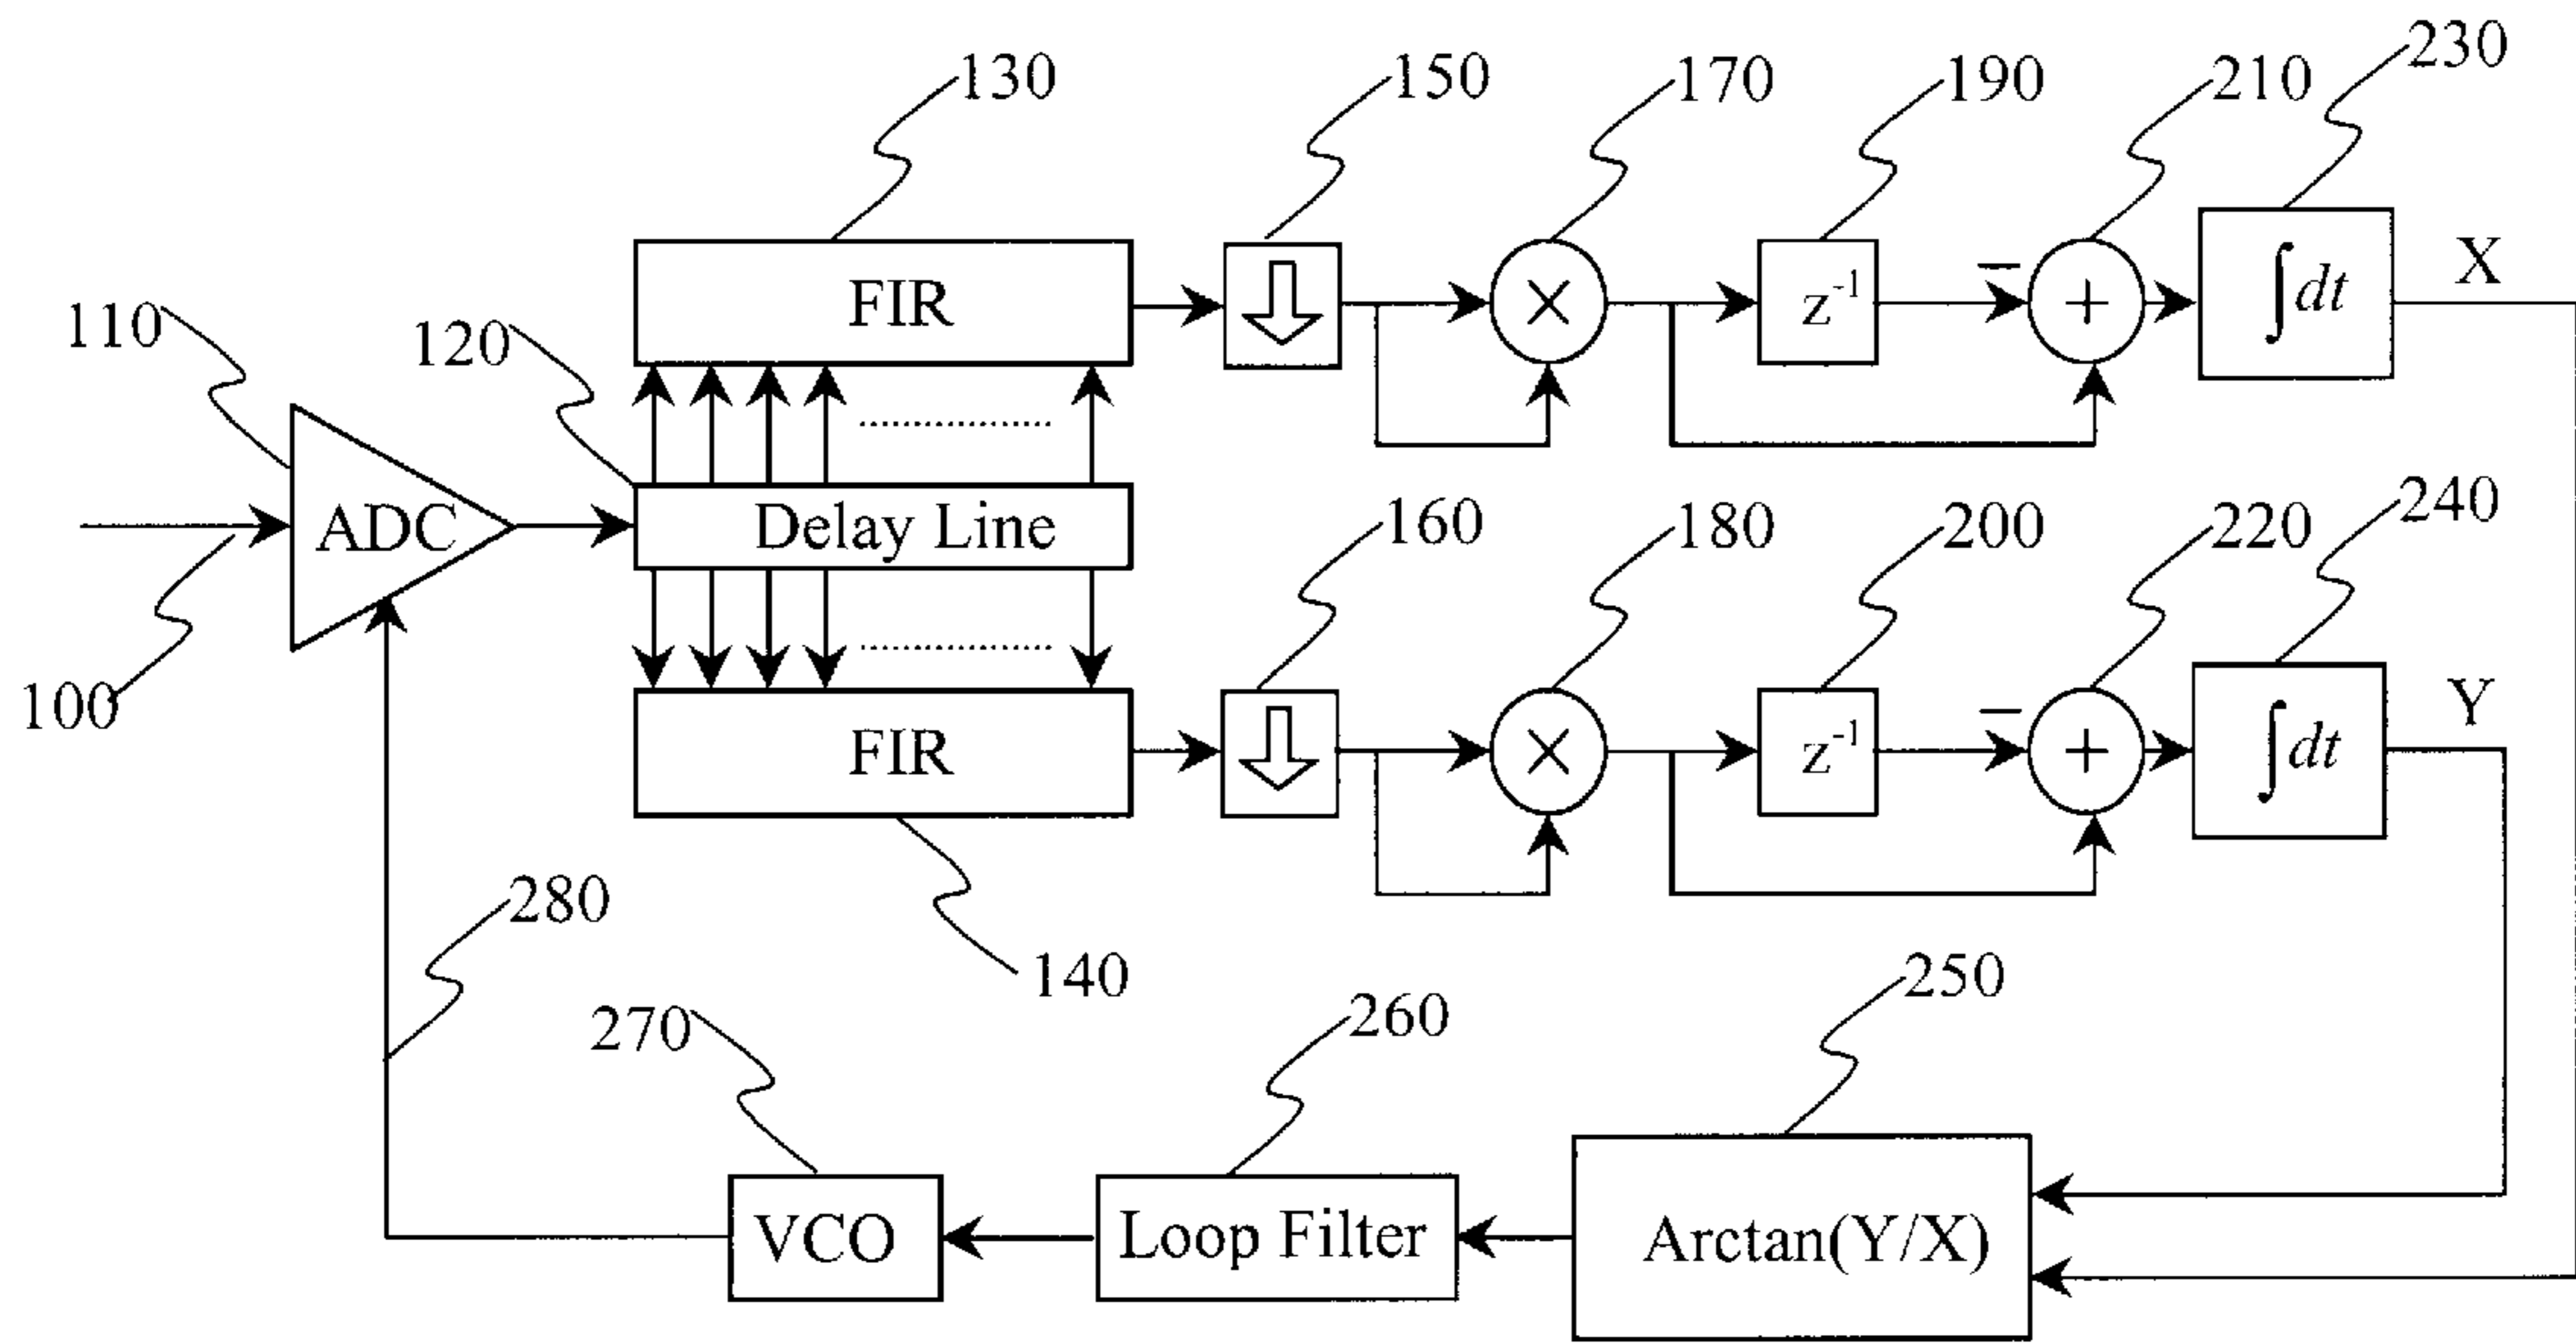 230
130
150
170
190
210
FIR
z⁻¹
+
∫dt
X
110
120
ADC
Delay Line
160
180
200
220
240
100
FIR
z⁻¹
+
∫dt
Y
280
140
250
270
260
VCO
Loop Filter
Arctan(Y/X)